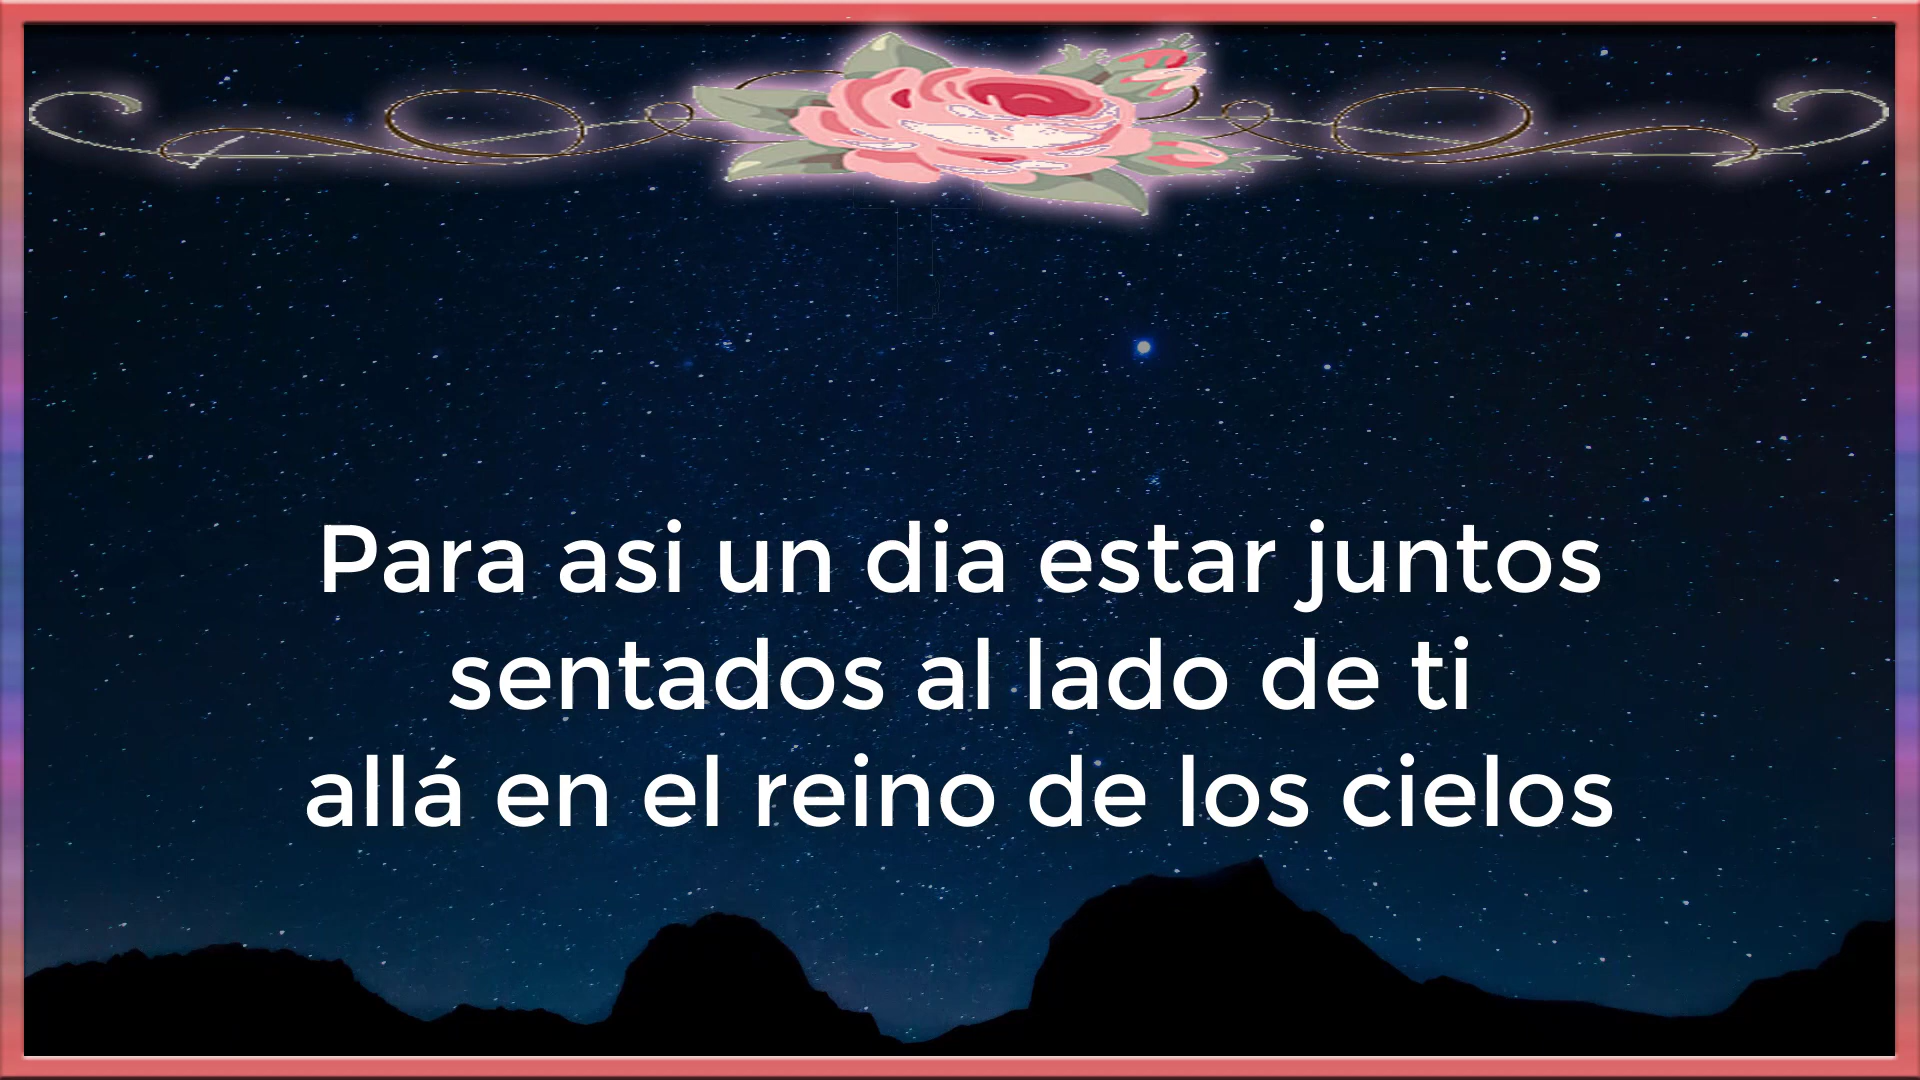 Para asi un dia estar juntos
sentados al lado de ti
allá en el reino de los cielos